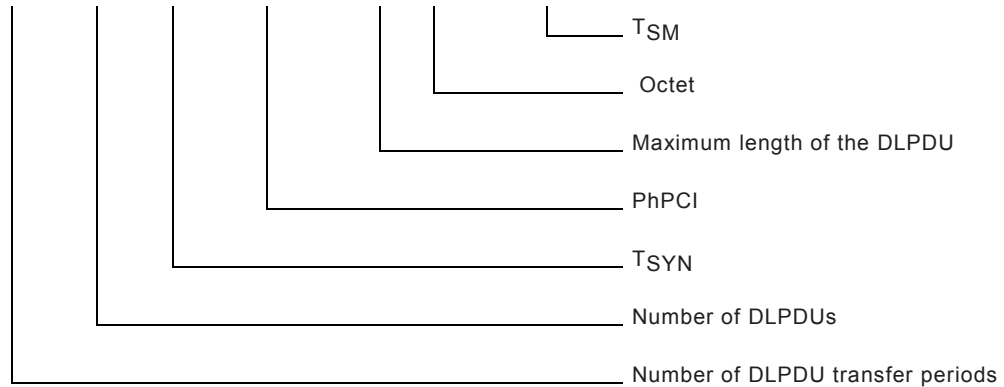 TSM
Octet
Maximum length of the DLPDU
PhPCI
TSYN
Number of DLPDUs
Number of DLPDU transfer periods